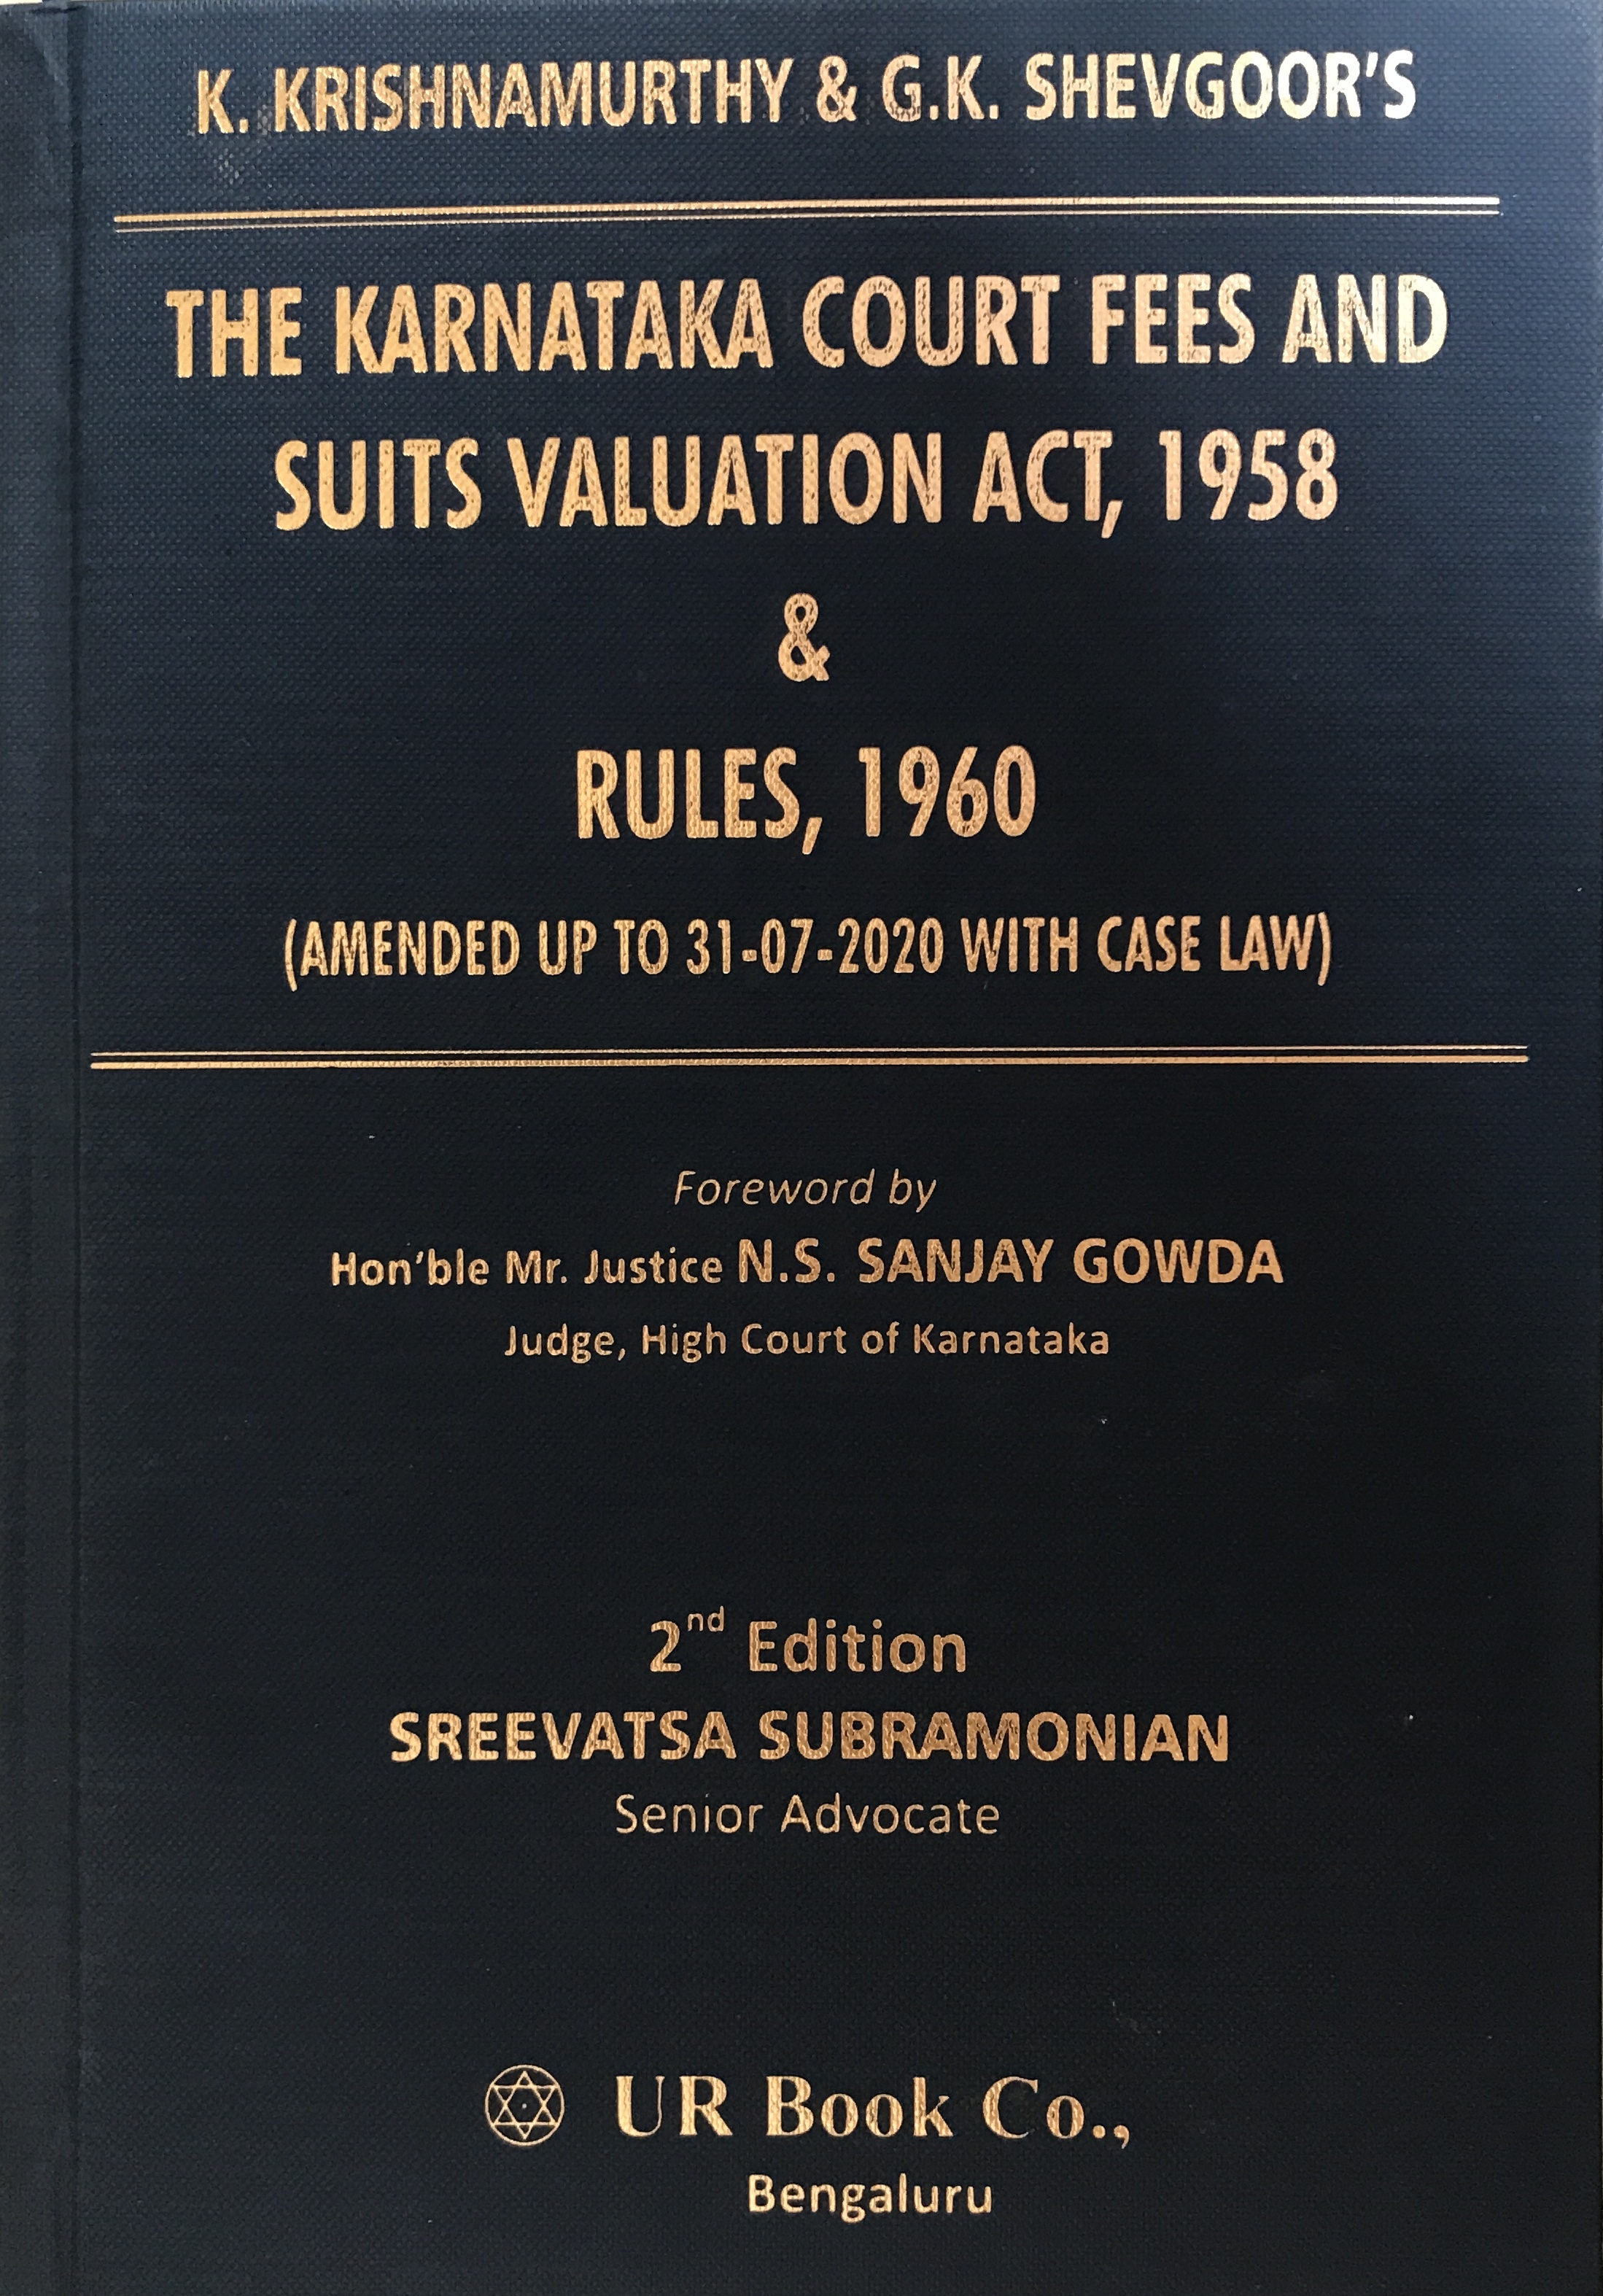 K. KRISHNAMURTHY & G.K. SHEVGOOR'S
THE KARNATAKA COURT FEES AND
SUITS VALUATION ACT, 1958
&
RULES, 1960
(AMENDED UP TO 31-07-2020 WITH CASE LAW)
Foreword by
Hon'ble Mr. Justice N.S. SANJAY GOWDA
Judge, High Court of Karnataka
2nd Edition
SREEVATSA SUBRAMONIAN
Senior Advocate
UR Book Co.,
Bengaluru